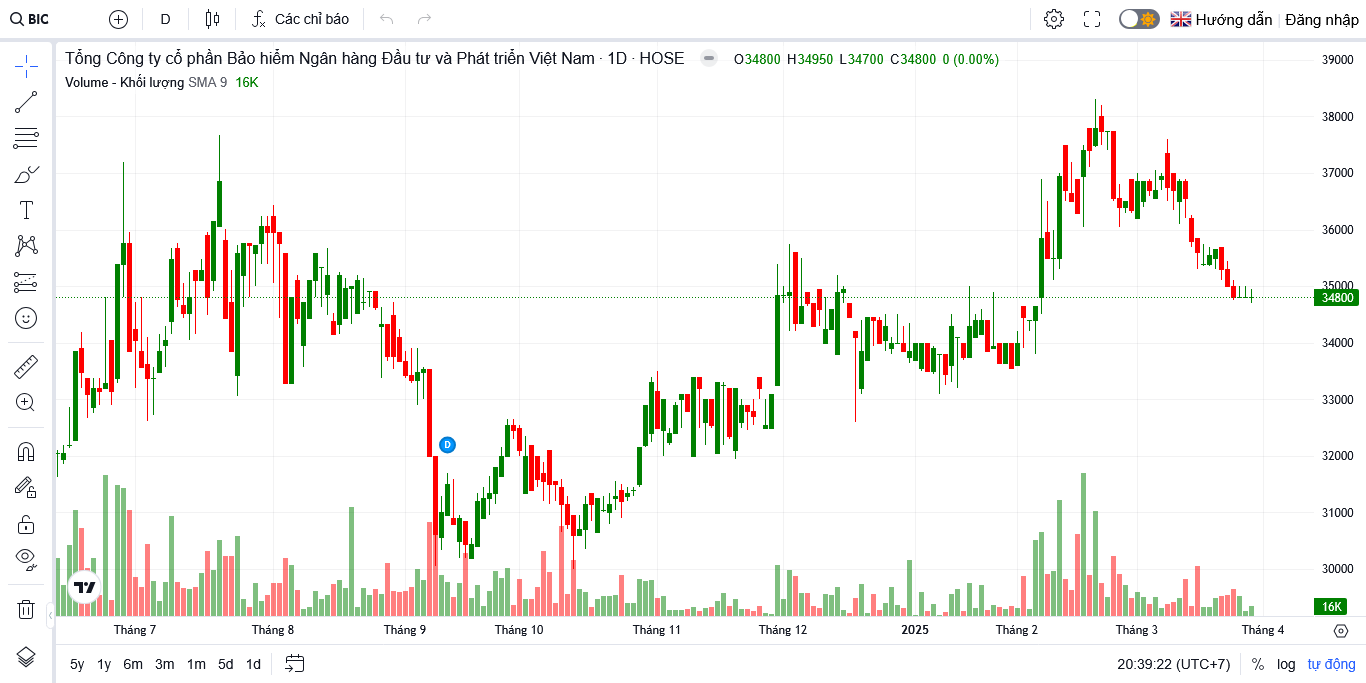 BIC D Các chỉ báo Hướng dẫn Đăng nhập
Tổng Công ty cổ phần Bảo hiểm Ngân hàng Đầu tư và Phát triển Việt Nam · 1D · HOSE O34800 H34950 L34700 C34800 0 (0.00%)
Volume - Khối lượng SMA 9 16K
39000
38000
37000
36000
35000
34800
34000
33000
D
32000
31000
30000
16K
Tháng 7 Tháng 8 Tháng 9 Tháng 10 Tháng 11 Tháng 12 2025 Tháng 2 Tháng 3 Tháng 4
5y 1y 6m 3m 1m 5d 1d 20:39:22 (UTC+7) % log tự động